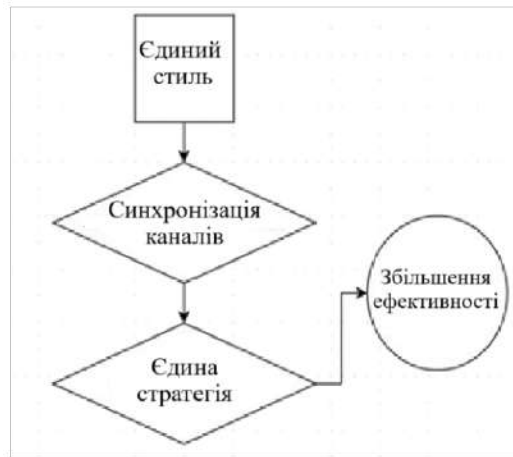 Єдиний
стиль
Синхронізація
каналів
Збільшення
ефективності
Єдина
стратегія